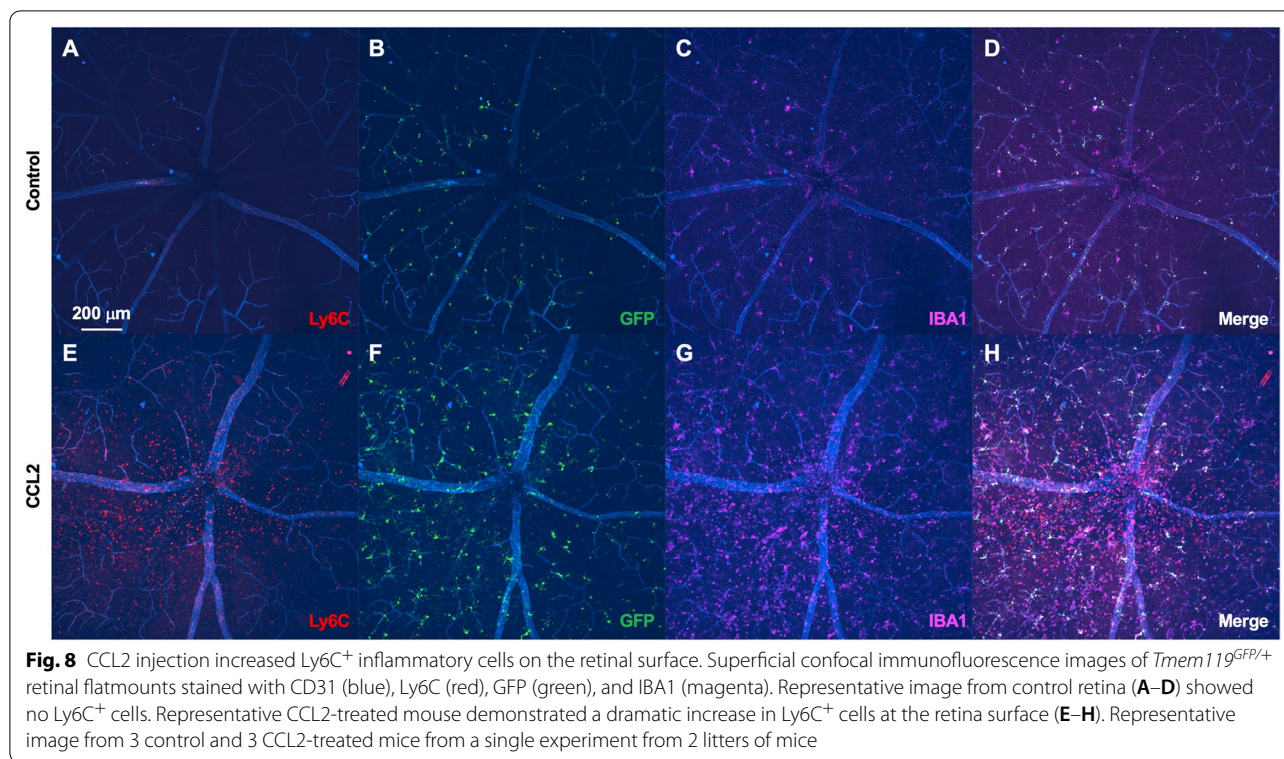 A
B
C
D
Control
200 μm
Ly6C
GFP
IBA1
Merge
E
F
G
H
CCL2
Ly6C
GFP
IBA1
Merge
Fig. 8 CCL2 injection increased Ly6C+ inflammatory cells on the retinal surface. Superficial confocal immunofluorescence images of Tmem119GFP/+
retinal flatmounts stained with CD31 (blue), Ly6C (red), GFP (green), and IBA1 (magenta). Representative image from control retina (A–D) showed
no Ly6C+ cells. Representative CCL2-treated mouse demonstrated a dramatic increase in Ly6C+ cells at the retina surface (E–H). Representative
image from 3 control and 3 CCL2-treated mice from a single experiment from 2 litters of mice